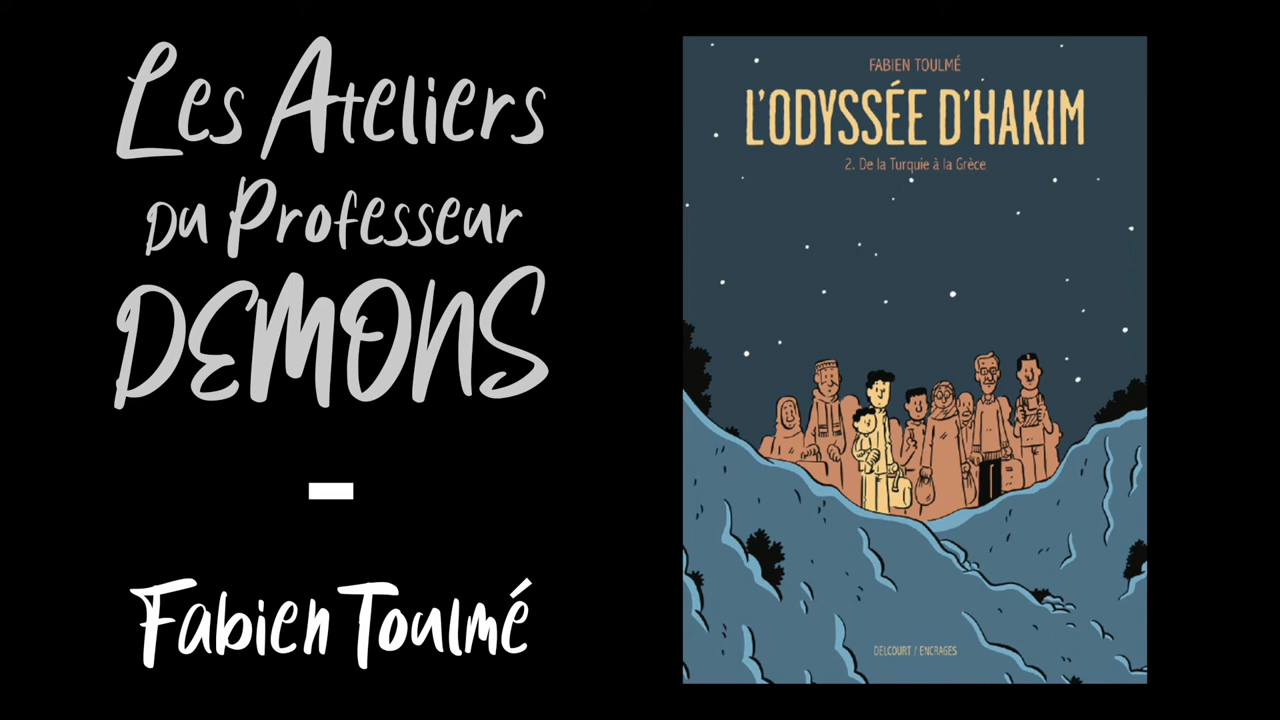 Les Ateliers
du Professeur
DEMONS
-
Fabien Toulmé
FABIEN TOULMÉ
L'ODYSSÉE D'HAKIM
2. De la Turquie à la Grèce
DELCOURT / ENCRAGES